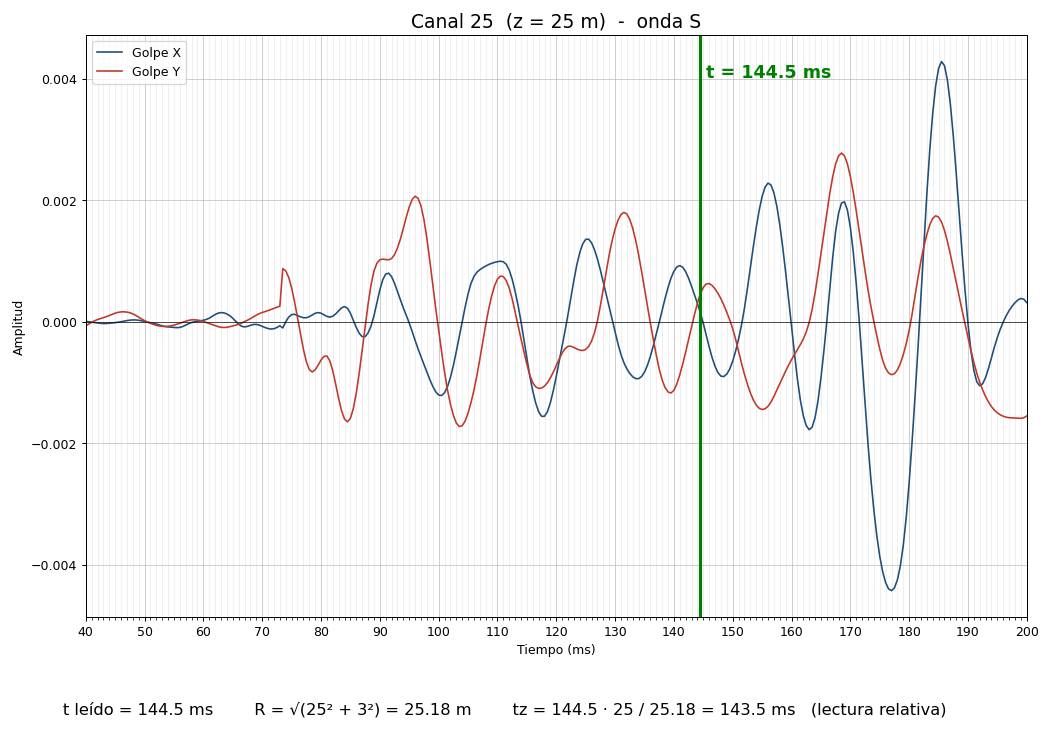 Canal 25  (z = 25 m)  -  onda S
Golpe X
Golpe Y
t = 144.5 ms
0.004
0.002
0.000
−0.002
−0.004
Amplitud
40 50 60 70 80 90 100 110 120 130 140 150 160 170 180 190 200
Tiempo (ms)
t leído = 144.5 ms R = √(25² + 3²) = 25.18 m tz = 144.5 · 25 / 25.18 = 143.5 ms (lectura relativa)